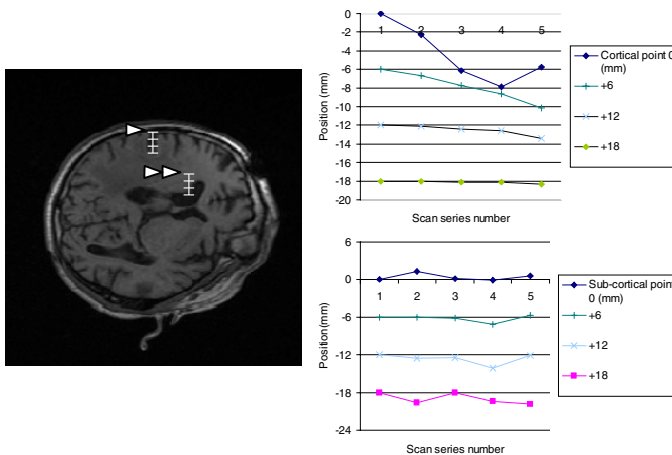 0
-2
-4
-6
-8
-10
-12
-14
-16
-18
-20
1 2 3 4 5
Position (mm)
Scan series number
Cortical point 0
(mm)
+6
+12
+18
6
0
-6
-12
-18
-24
1 2 3 4 5
Position(mm)
Scan series number
Sub-cortical point
0 (mm)
+6
+12
+18